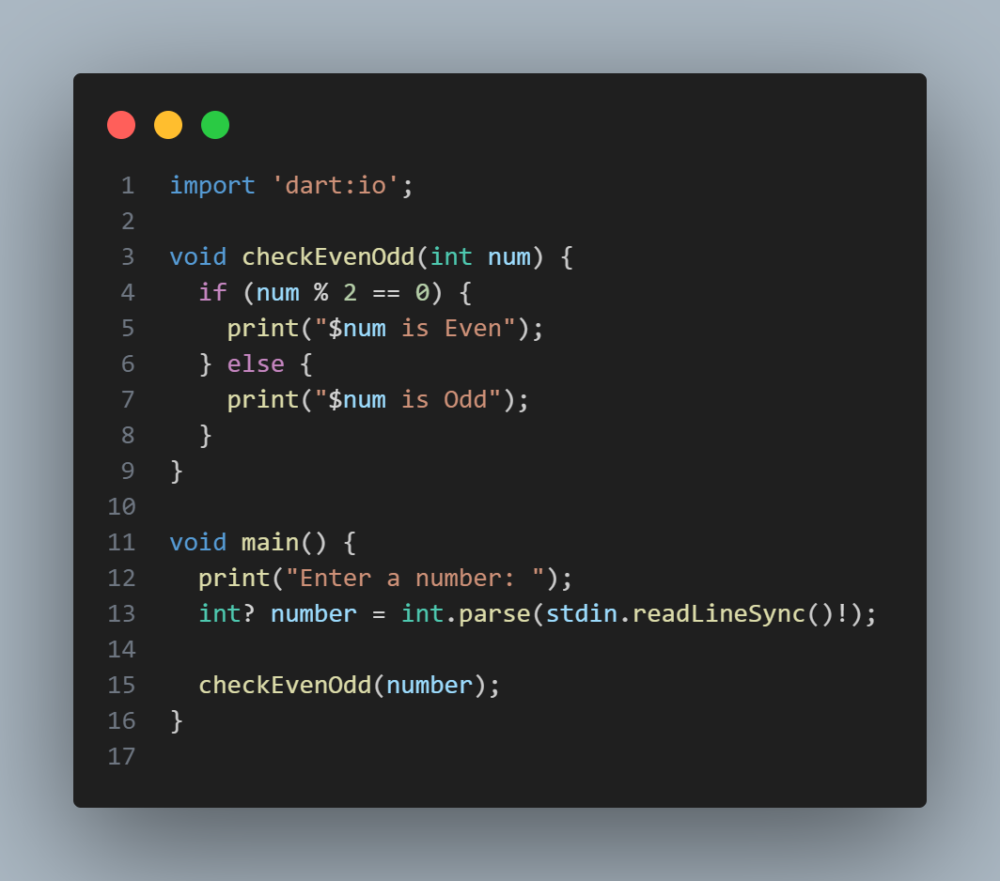 1 import 'dart:io';
2
3 void checkEvenOdd(int num) {
4   if (num % 2 == 0) {
5     print("$num is Even");
6   } else {
7     print("$num is Odd");
8   }
9 }
10
11 void main() {
12   print("Enter a number: ");
13   int? number = int.parse(stdin.readLineSync()!);
14
15   checkEvenOdd(number);
16 }
17